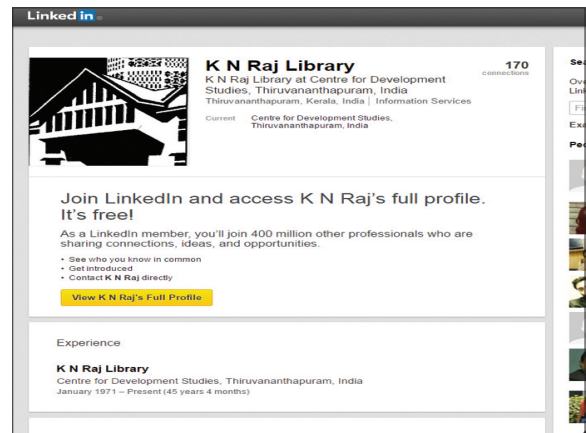 Linked in
K N Raj Library
170
connections
K N Raj Library at Centre for Development
Studies, Thiruvananthapuram, India
Thiruvananthapuram, Kerala, India | Information Services
Current Centre for Development Studies,
Thiruvananthapuram, India
Join LinkedIn and access K N Raj's full profile.
It's free!
As a LinkedIn member, you'll join 400 million other professionals who are
sharing connections, ideas, and opportunities.
• See who you know in common
• Get introduced
• Contact K N Raj directly
View K N Raj's Full Profile
Experience
K N Raj Library
Centre for Development Studies, Thiruvananthapuram, India
January 1971 – Present (45 years 4 months)